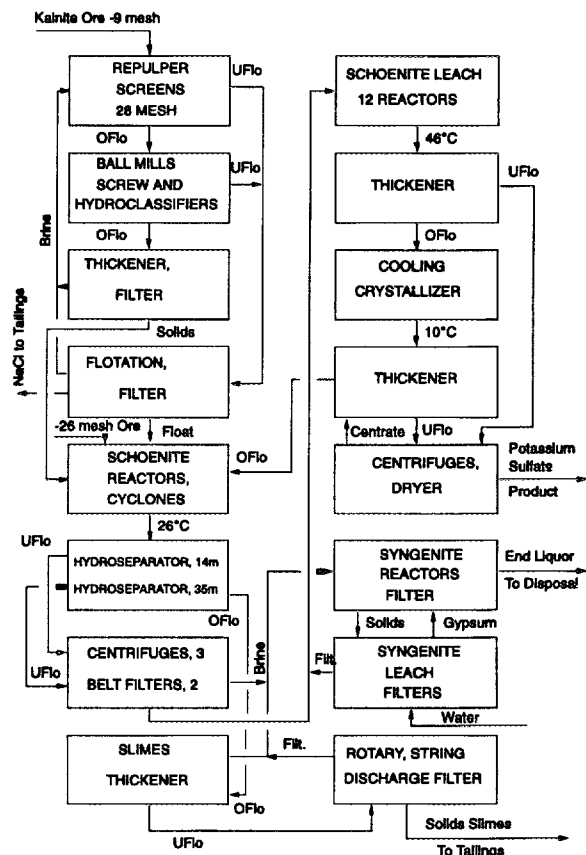 Kainite Ore -9 mesh
REPULPER
SCREENS
28 MESH
UFlo
OFlo
BALL MILLS
SCREW AND
HYDROCLASSIFIERS
UFlo
OFlo
Brine
THICKENER,
FILTER
Solids
NaCl to Tailings
FLOTATION,
FILTER
-26 mesh Ore
Float
SCHOENITE
REACTORS,
CYCLONES
OFlo
26°C
UFlo
HYDROSEPARATOR, 14m
HYDROSEPARATOR, 35m
OFlo
UFlo
CENTRIFUGES, 3
BELT FILTERS, 2
Brine
SLIMES
THICKENER
Filt.
OFlo
UFlo
SCHOENITE LEACH
12 REACTORS
46°C
THICKENER
UFlo
OFlo
COOLING
CRYSTALLIZER
10°C
THICKENER
Centrate
UFlo
CENTRIFUGES,
DRYER
Potassium
Sulfate
Product
SYNGENITE
REACTORS
FILTER
End Liquor
To Disposal
Solids
Gypsum
Filt.
SYNGENITE
LEACH
FILTERS
Water
ROTARY, STRING
DISCHARGE FILTER
Solids Slimes
To Tailings